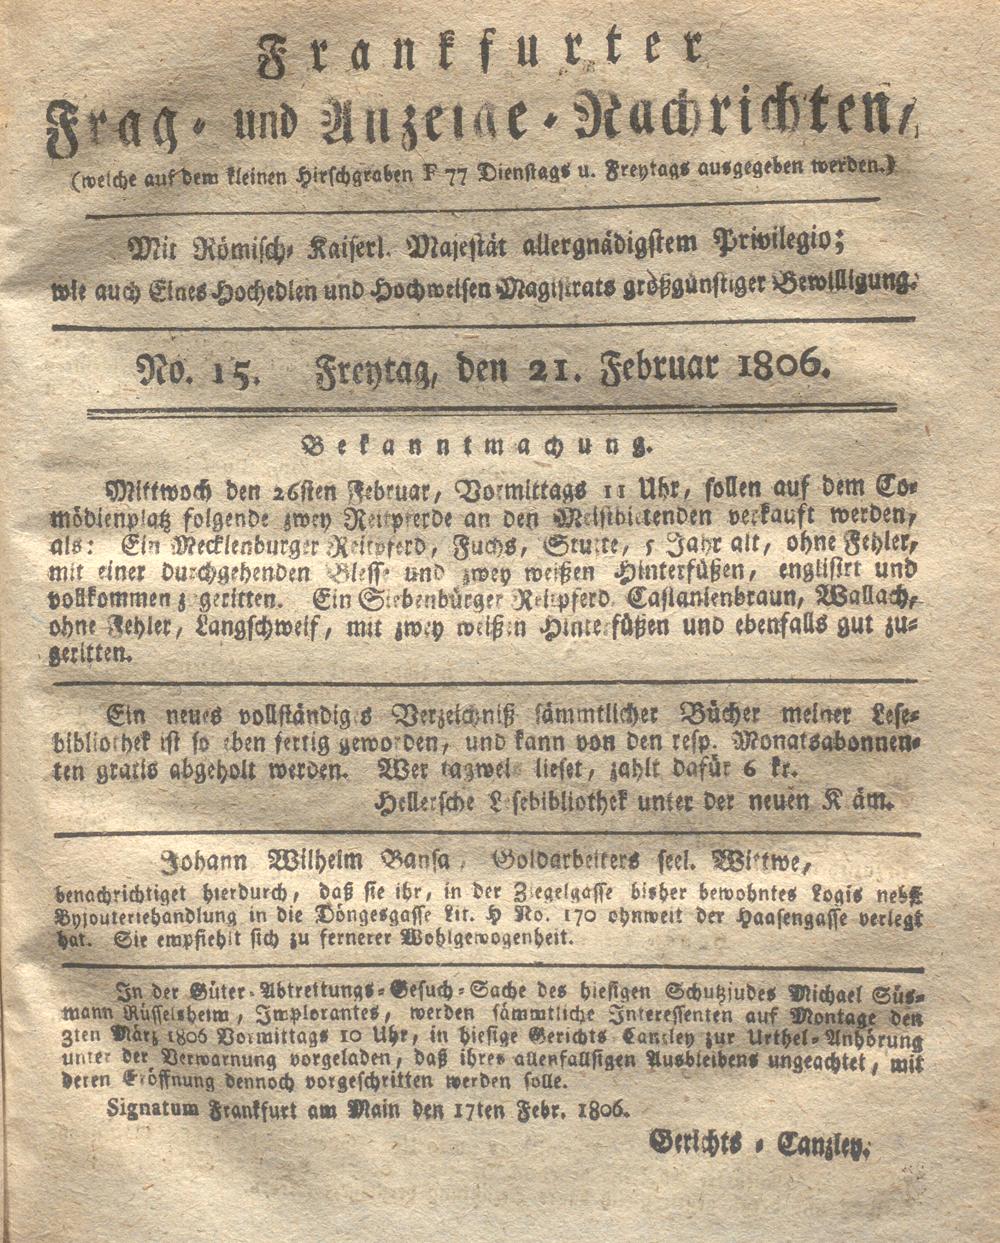 Frankfurter
Frag- und Anzeige-Nachrichten,
(welche auf dem kleinen Hirschgraben F 77 Dienstags u. Freytags ausgegeben werden.)
Mit Römisch- Kaiserl. Majestät allergnädigstem Privilegio;
wie auch Eines Hochedlen und Hochweisen Magistrats großgünstiger Bewilligung.
No. 15. Freytag, den 21. Februar 1806.
Bekanntmachung.
Mittwoch den 26sten Februar, Vormittags 11 Uhr, sollen auf dem Co-
mödienplatz folgende zwey Reitpferde an den Meistbietenden verkauft werden,
als: Ein Mecklenburger Reitpferd, Fuchs, Stutte, 5 Jahr alt, ohne Fehler,
mit einer durchgehenden Blesse und zwey weißen Hinterfüßen, englisirt und
vollkommen zugeritten. Ein Siebenbürger Reitpferd Castanienbraun, Wallach,
ohne Fehler, Langschweif, mit zwey weißen Hinterfüßen und ebenfalls gut zu-
geritten.
Ein neues vollständiges Verzeichniß sämmtlicher Bücher meiner Lese-
bibliothek ist so eben fertig geworden, und kann von den resp. Monatsabonnen-
ten gratis abgeholt werden. Wer tagweis lieset, zahlt dafür 6 kr.
Hellersche Lesebibliothek unter der neuen Kräm.
Johann Wilhelm Bansa, Goldarbeiters seel. Wittwe,
benachrichtiget hierdurch, daß sie ihr, in der Ziegelgasse bisher bewohntes Logis nebst
Byjouteriehandlung in die Döngesgasse Lit. H No. 170 ohnweit der Haasengasse verlegt
hat. Sie empfiehlt sich zu fernerer Wohlgewogenheit.
In der Güter-Abtrettungs-Gesuch-Sache des hiesigen Schutzjudes Michael Süs-
mann Rüsselsheim, Implorantes, werden sämmtliche Interessenten auf Montage den
3ten März 1806 Vormittags 10 Uhr, in hiesige Gerichts Canzley zur Urthel-Anhörung
unter der Verwarnung vorgeladen, daß ihres allenfallsigen Ausbleibens ungeachtet, mit
deren Eröffnung dennoch vorgeschritten werden solle.
Signatum Frankfurt am Main den 17ten Febr. 1806.
Gerichts-Canzley.